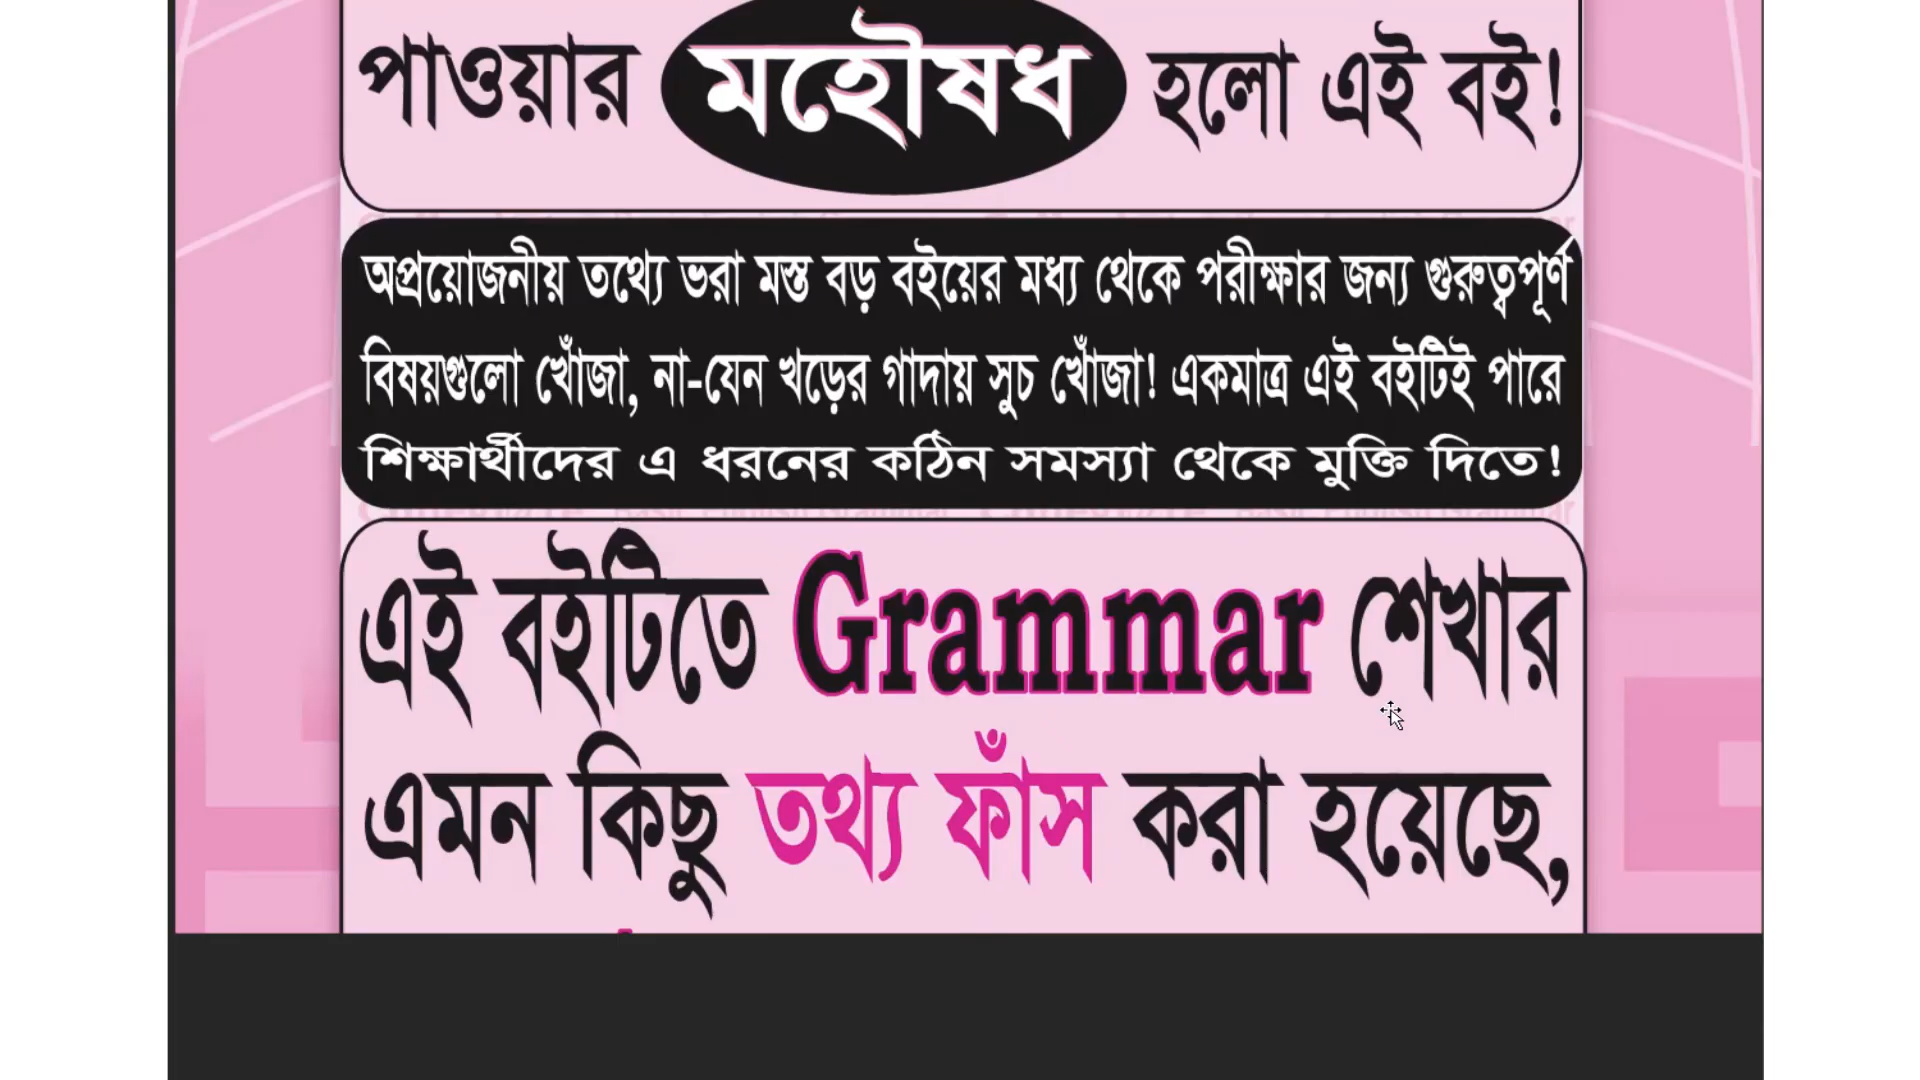 পাওয়ার মহৌষধ হলো এই বই!
অপ্রয়োজনীয় তথ্যে ভরা মস্ত বড় বইয়ের মধ্য থেকে পরীক্ষার জন্য গুরুত্বপূর্ণ
বিষয়গুলো খোঁজা, না-যেন খড়ের গাদায় সুচ খোঁজা! একমাত্র এই বইটিই পারে
শিক্ষার্থীদের এ ধরনের কঠিন সমস্যা থেকে মুক্তি দিতে!
এই বইটিতে Grammar শেখার
এমন কিছু তথ্য ফাঁস করা হয়েছে,